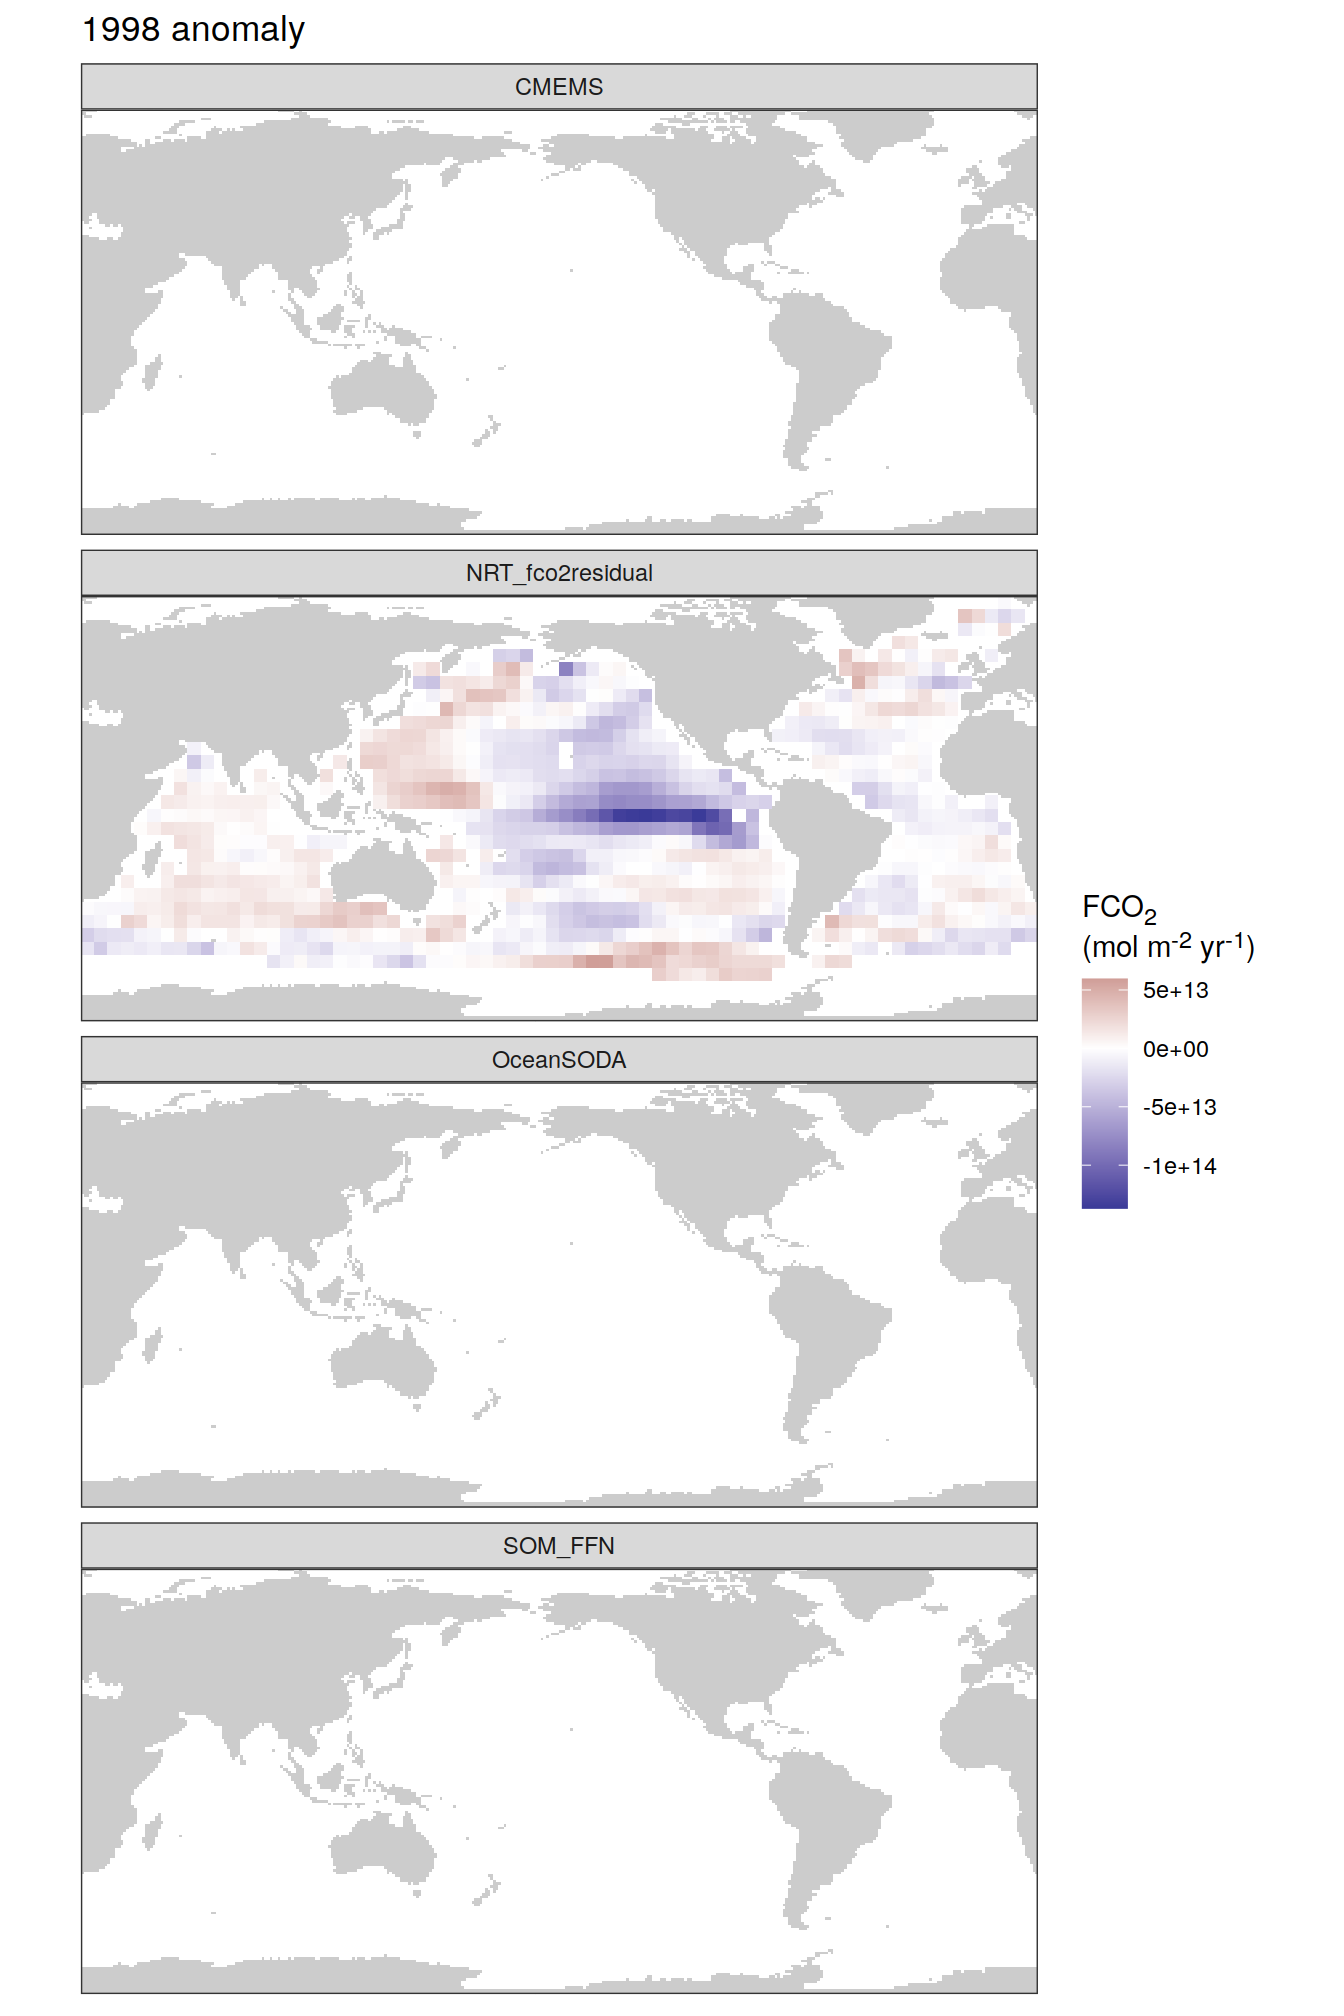 1998 anomaly
CMEMS
NRT_fco2residual
OceanSODA
SOM_FFN
FCO₂
(mol m⁻² yr⁻¹)
5e+13
0e+00
-5e+13
-1e+14